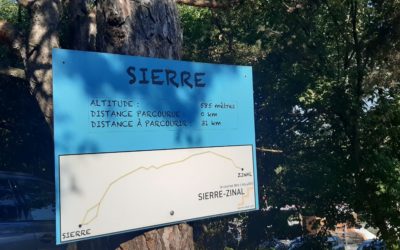 SIERRE
ALTITUDE : 585 mètres
DISTANCE PARCOURUE : 0 km
DISTANCE À PARCOURIR : 31 km
ZINAL
SIERRE-ZINAL
SIERRE